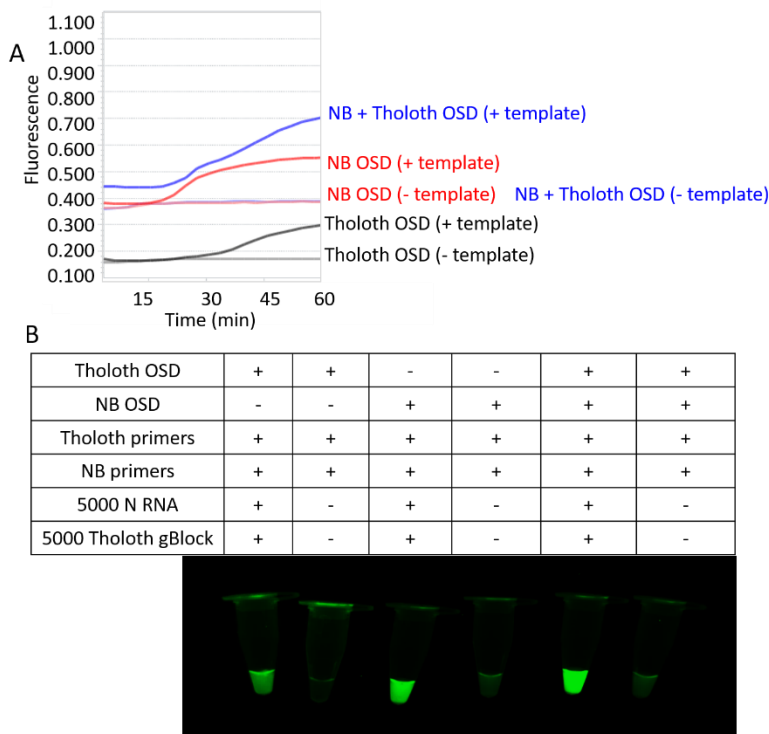 A
Fluorescence
1.100
1.000
0.900
0.800
0.700
0.600
0.500
0.400
0.300
0.200
0.100
NB + Tholoth OSD (+ template)
NB OSD (+ template)
NB OSD (- template) NB + Tholoth OSD (- template)
Tholoth OSD (+ template)
Tholoth OSD (- template)
15 30 45 60
Time (min)
B
Tholoth OSD + + - - + +
NB OSD - - + + + +
Tholoth primers + + + + + +
NB primers + + + + + +
5000 N RNA + - + - + -
5000 Tholoth gBlock + - + - + -